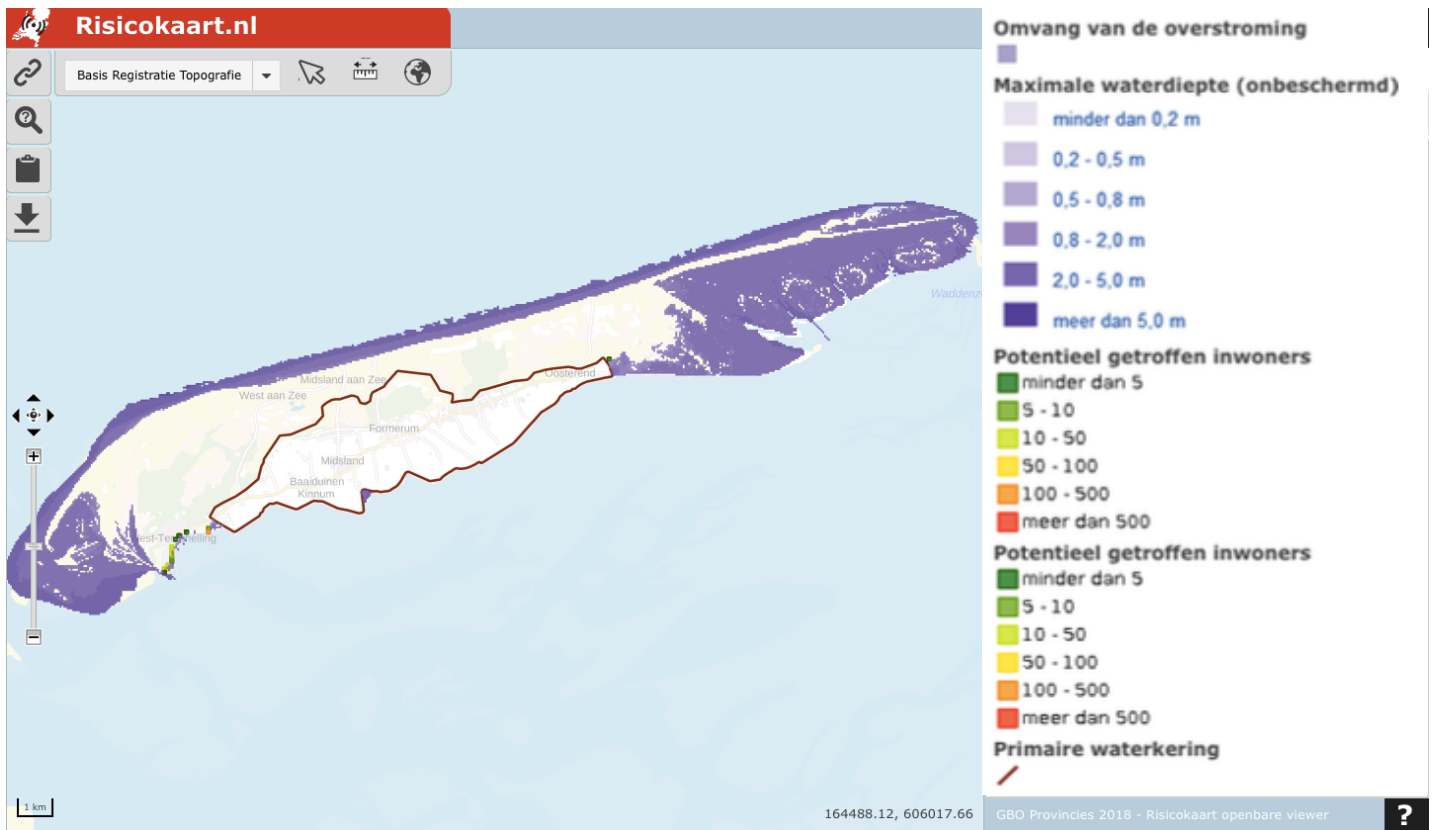 Risicokaart.nl
Basis Registratie Topografie
Waddenz
Oosterend
Midsland aan Zee
West aan Zee
Formerum
Midsland
Baaiduinen
Kinnum
est-Terschelling
1 km
164488.12, 606017.66
Omvang van de overstroming
Maximale waterdiepte (onbeschermd)
minder dan 0,2 m
0,2 - 0,5 m
0,5 - 0,8 m
0,8 - 2,0 m
2,0 - 5,0 m
meer dan 5,0 m
Potentieel getroffen inwoners
minder dan 5
5 - 10
10 - 50
50 - 100
100 - 500
meer dan 500
Potentieel getroffen inwoners
minder dan 5
5 - 10
10 - 50
50 - 100
100 - 500
meer dan 500
Primaire waterkering
GBO Provincies 2018 - Risicokaart openbare viewer
?